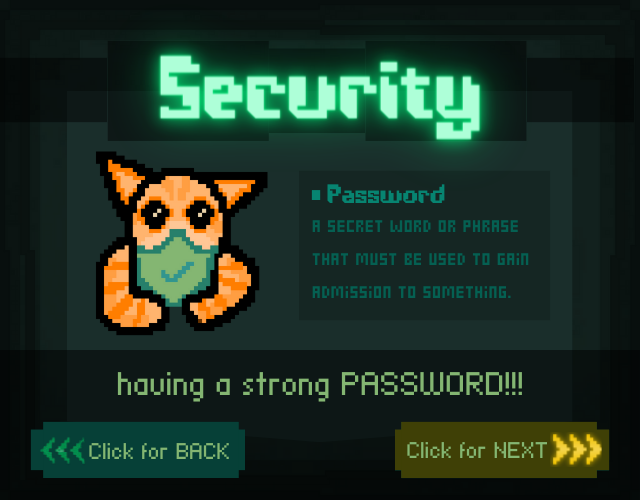 Security
Password
A SECRET WORD OR PHRASE
THAT MUST BE USED TO GAiN
ADMiSSiON TO SOMETHiNG.
having a strong PASSWORD!!!
Click for BACK
Click for NEXT